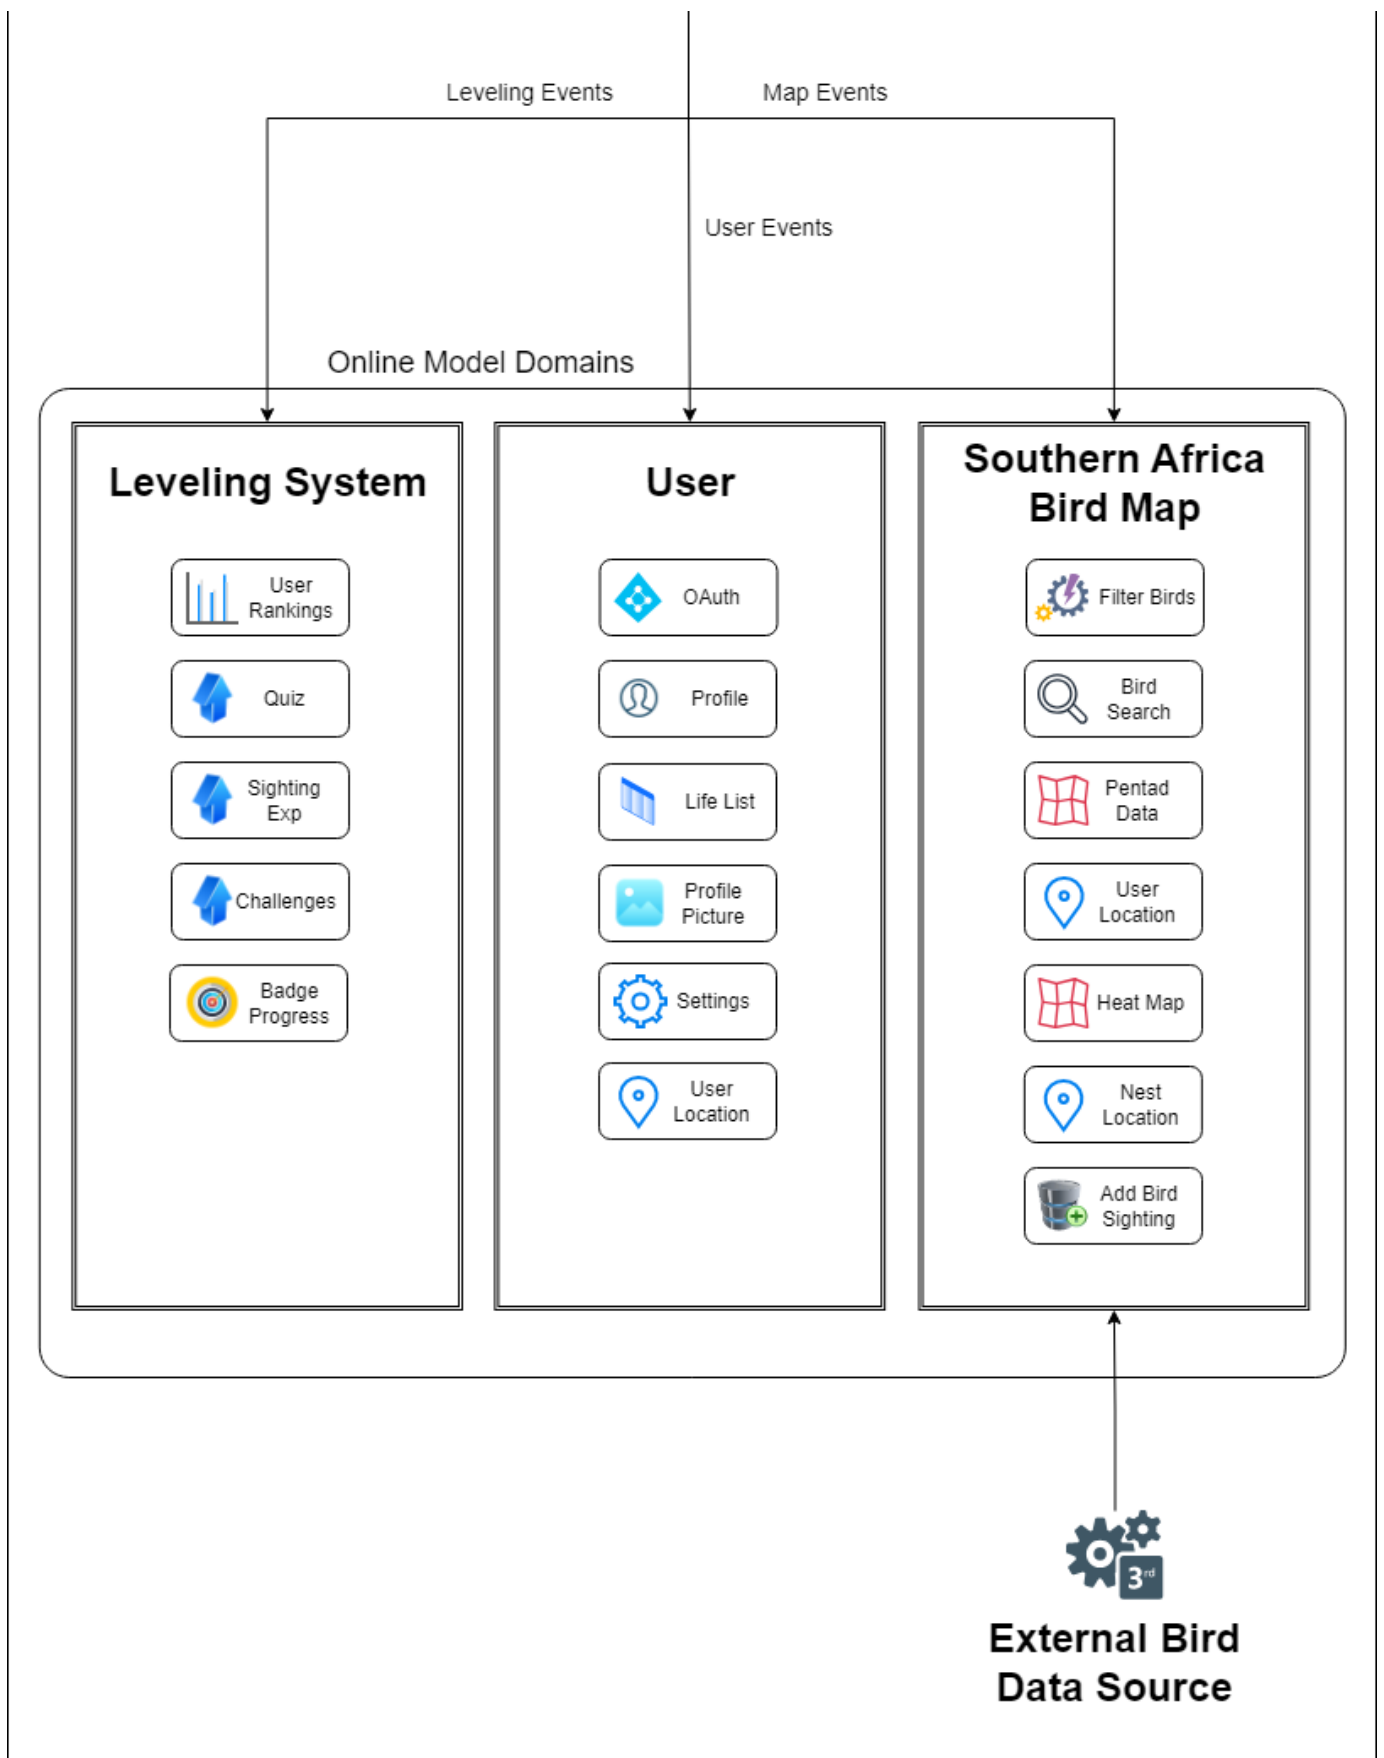 Leveling Events
Map Events
User Events
Online Model Domains
Leveling System
User
Rankings
Quiz
Sighting
Exp
Challenges
Badge
Progress
User
OAuth
Profile
Life List
Profile
Picture
Settings
User
Location
Southern Africa
Bird Map
Filter Birds
Bird
Search
Pentad
Data
User
Location
Heat Map
Nest
Location
Add Bird
Sighting
3rd
External Bird
Data Source